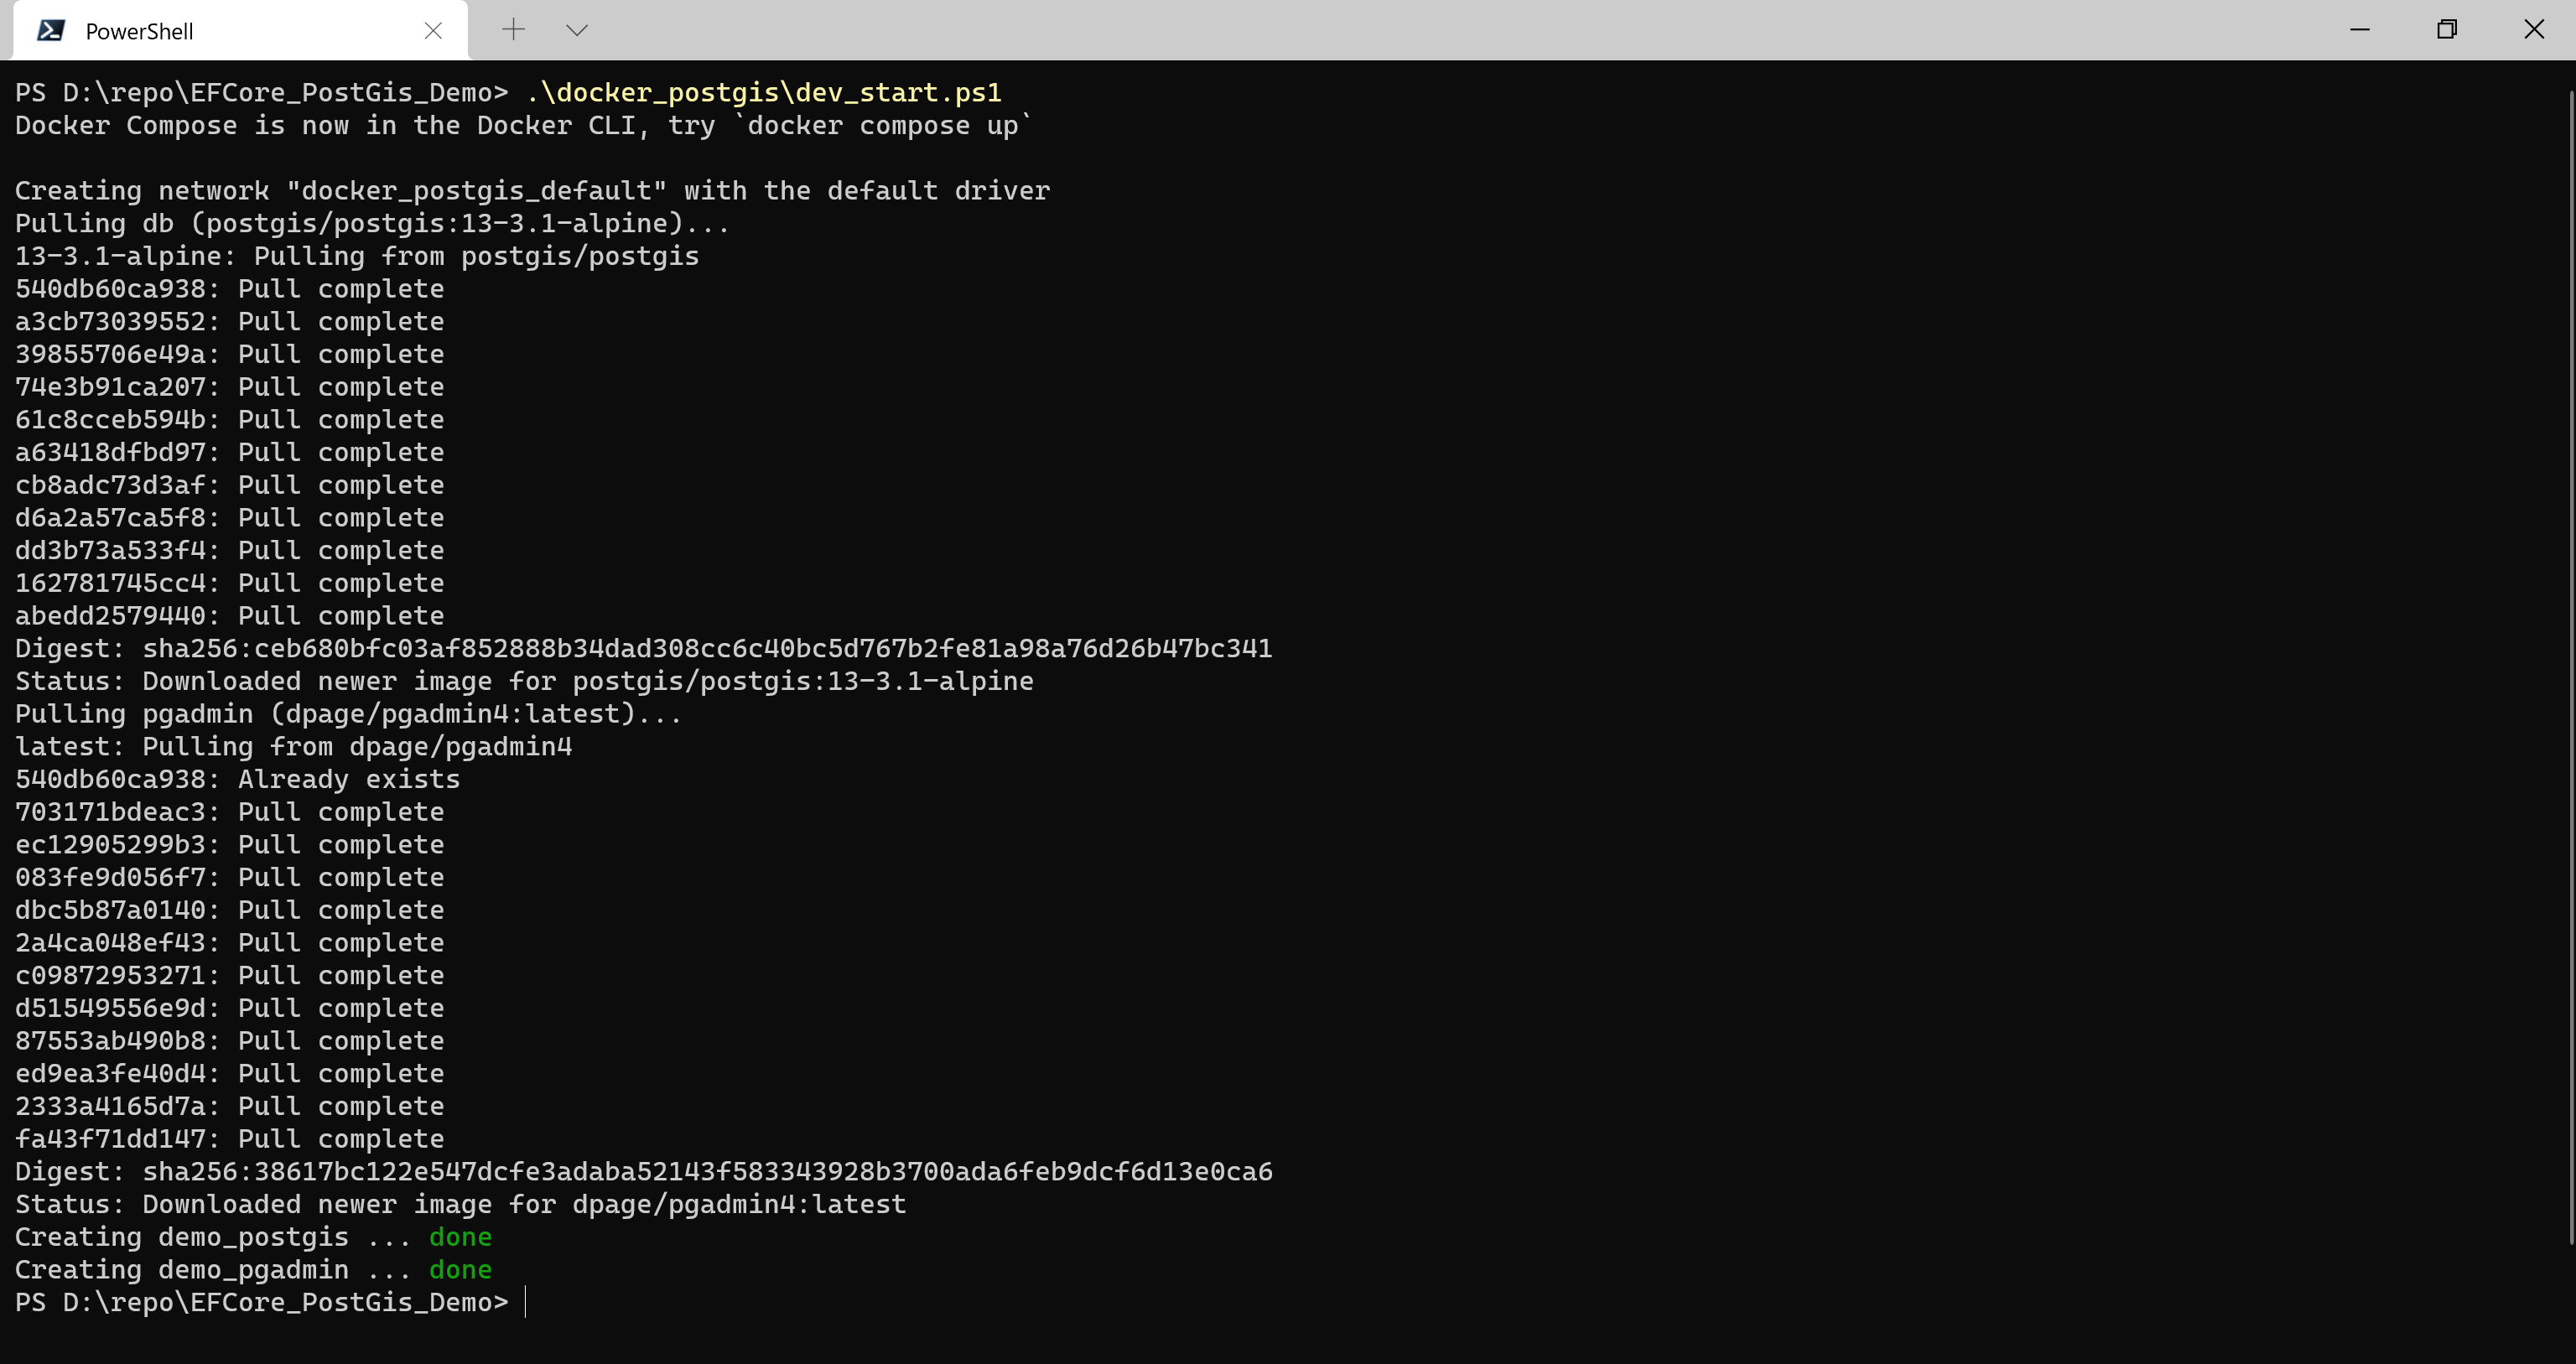 PowerShell
PS D:\repo\EFCore_PostGis_Demo> .\docker_postgis\dev_start.ps1
Docker Compose is now in the Docker CLI, try `docker compose up`
Creating network "docker_postgis_default" with the default driver
Pulling db (postgis/postgis:13-3.1-alpine)...
13-3.1-alpine: Pulling from postgis/postgis
540db60ca938: Pull complete
a3cb73039552: Pull complete
39855706e49a: Pull complete
74e3b91ca207: Pull complete
61c8cceb594b: Pull complete
a63418dfbd97: Pull complete
cb8adc73d3af: Pull complete
d6a2a57ca5f8: Pull complete
dd3b73a533f4: Pull complete
162781745cc4: Pull complete
abedd2579440: Pull complete
Digest: sha256:ceb680bfc03af852888b34dad308cc6c40bc5d767b2fe81a98a76d26b47bc341
Status: Downloaded newer image for postgis/postgis:13-3.1-alpine
Pulling pgadmin (dpage/pgadmin4:latest)...
latest: Pulling from dpage/pgadmin4
540db60ca938: Already exists
703171bdeac3: Pull complete
ec12905299b3: Pull complete
083fe9d056f7: Pull complete
dbc5b87a0140: Pull complete
2a4ca048ef43: Pull complete
c09872953271: Pull complete
d51549556e9d: Pull complete
87553ab490b8: Pull complete
ed9ea3fe40d4: Pull complete
2333a4165d7a: Pull complete
fa43f71dd147: Pull complete
Digest: sha256:38617bc122e547dcfe3adaba52143f583343928b3700ada6feb9dcf6d13e0ca6
Status: Downloaded newer image for dpage/pgadmin4:latest
Creating demo_postgis ... done
Creating demo_pgadmin ... done
PS D:\repo\EFCore_PostGis_Demo>